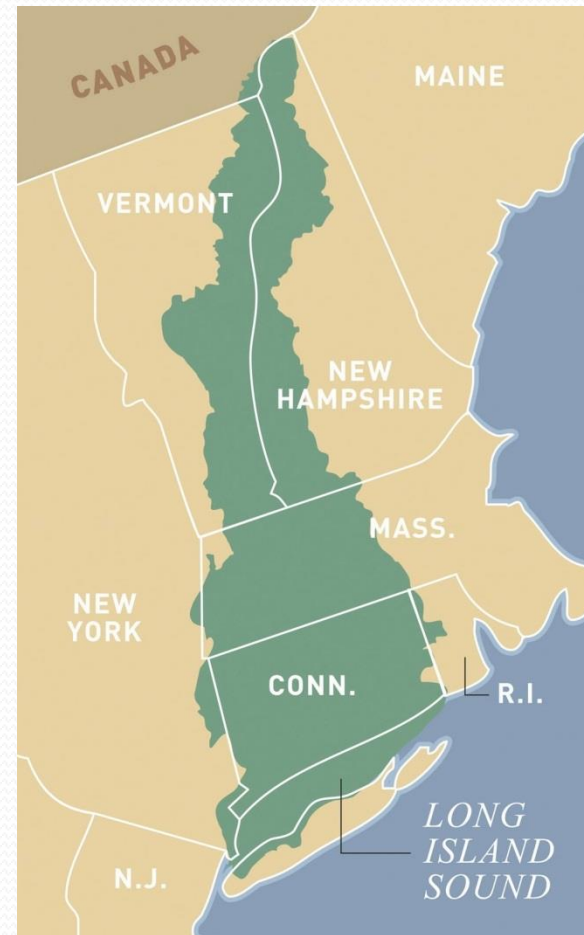 CANADA
MAINE
VERMONT
NEW
HAMPSHIRE
MASS.
NEW
YORK
CONN.
R.I.
LONG
ISLAND
SOUND
N.J.